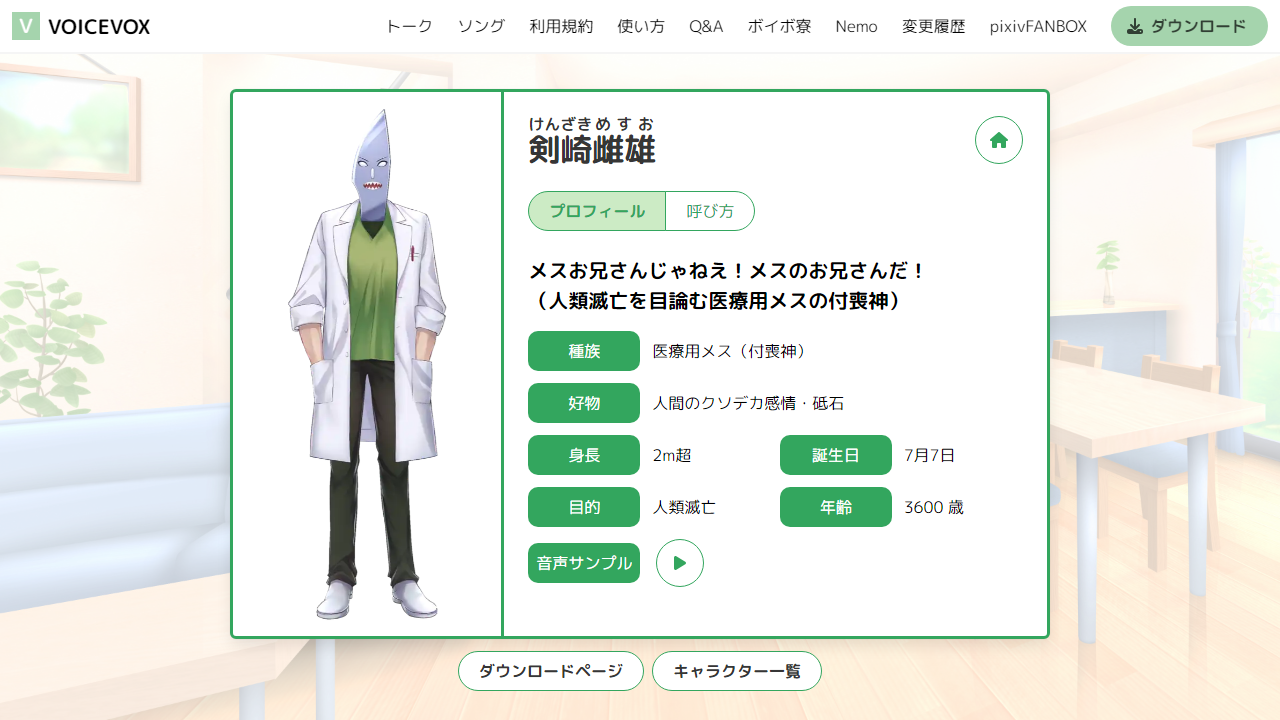 V VOICEVOX トーク ソング 利用規約 使い方 Q&A ボイボ寮 Nemo 変更履歴 pixivFANBOX ダウンロード
けんざきめすお
剣崎雌雄
プロフィール 呼び方
メスお兄さんじゃねえ！メスのお兄さんだ！
（人類滅亡を目論む医療用メスの付喪神）
種族 医療用メス（付喪神）
好物 人間のクソデカ感情・砥石
身長 2m超 誕生日 7月7日
目的 人類滅亡 年齢 3600 歳
音声サンプル
ダウンロードページ キャラクター一覧